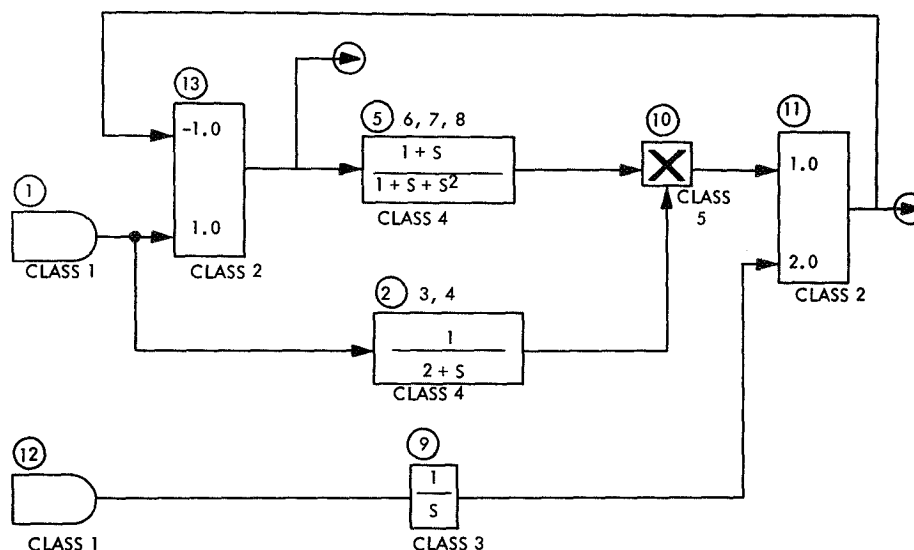 13
-1.0
1.0
CLASS 2
1
CLASS 1
5 6, 7, 8
1 + S
1 + S + S²
CLASS 4
10
X
CLASS
5
11
1.0
2.0
CLASS 2
2 3, 4
1
2 + S
CLASS 4
12
CLASS 1
9
1
S
CLASS 3